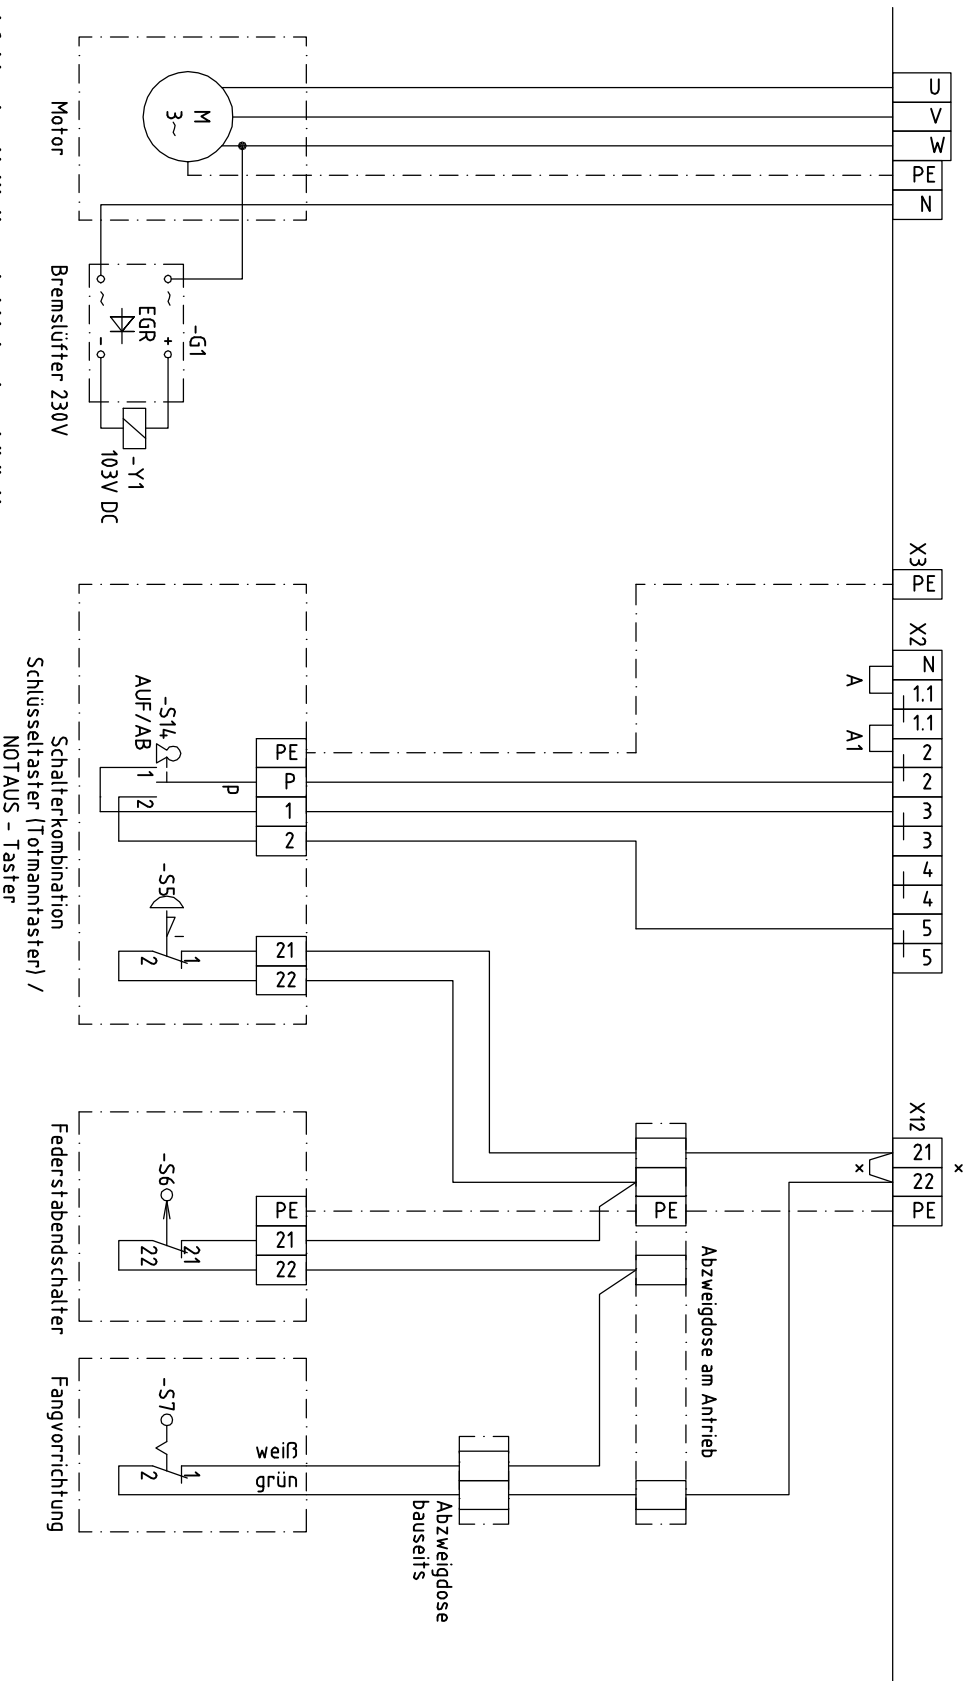 U
V
W
PE
N
X3
PE
X2
N
1.1
1.1
2
2
3
3
4
4
5
5
A
A1
X12
21
22
PE
x
x
M
3~
Motor
~
~
EGR
+
-
-G1
-Y1
103V DC
Bremslüfter 230V
-S14
AUF/AB
1
2
P
PE
P
1
2
-S5
1
2
21
22
Schalterkombination
Schlüsseltaster (Totmanntaster) /
NOTAUS - Taster
-S6
21
22
PE
21
22
Federstabendschalter
PE
Abzweigdose am Antrieb
-S7
1
2
weiß
grün
Fangvorrichtung
Abzweigdose
bauseits